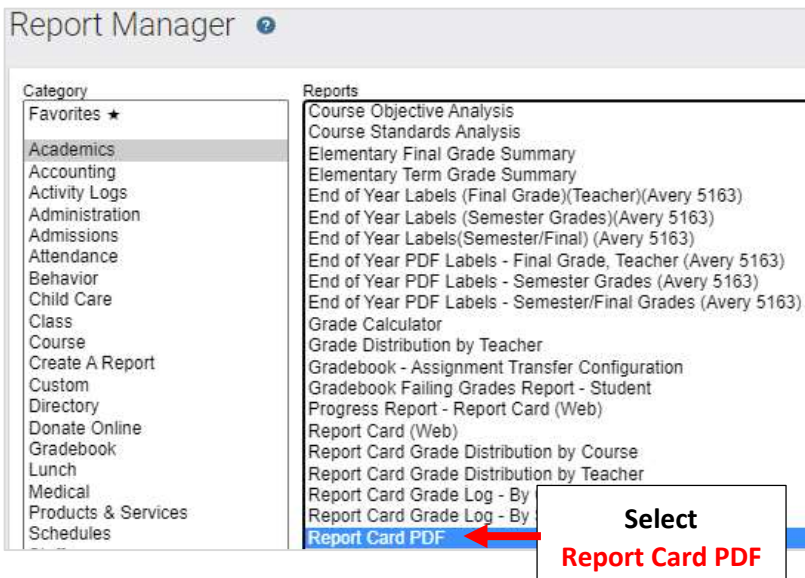 Report Manager ?
Category
Favorites ★
Academics
Accounting
Activity Logs
Administration
Admissions
Attendance
Behavior
Child Care
Class
Course
Create A Report
Custom
Directory
Donate Online
Gradebook
Lunch
Medical
Products & Services
Schedules
Reports
Course Objective Analysis
Course Standards Analysis
Elementary Final Grade Summary
Elementary Term Grade Summary
End of Year Labels (Final Grade)(Teacher)(Avery 5163)
End of Year Labels (Semester Grades)(Avery 5163)
End of Year Labels(Semester/Final) (Avery 5163)
End of Year PDF Labels - Final Grade, Teacher (Avery 5163)
End of Year PDF Labels - Semester Grades (Avery 5163)
End of Year PDF Labels - Semester/Final Grades (Avery 5163)
Grade Calculator
Grade Distribution by Teacher
Gradebook - Assignment Transfer Configuration
Gradebook Failing Grades Report - Student
Progress Report - Report Card (Web)
Report Card (Web)
Report Card Grade Distribution by Course
Report Card Grade Distribution by Teacher
Report Card Grade Log - By
Report Card Grade Log - By
Report Card PDF
Select
Report Card PDF